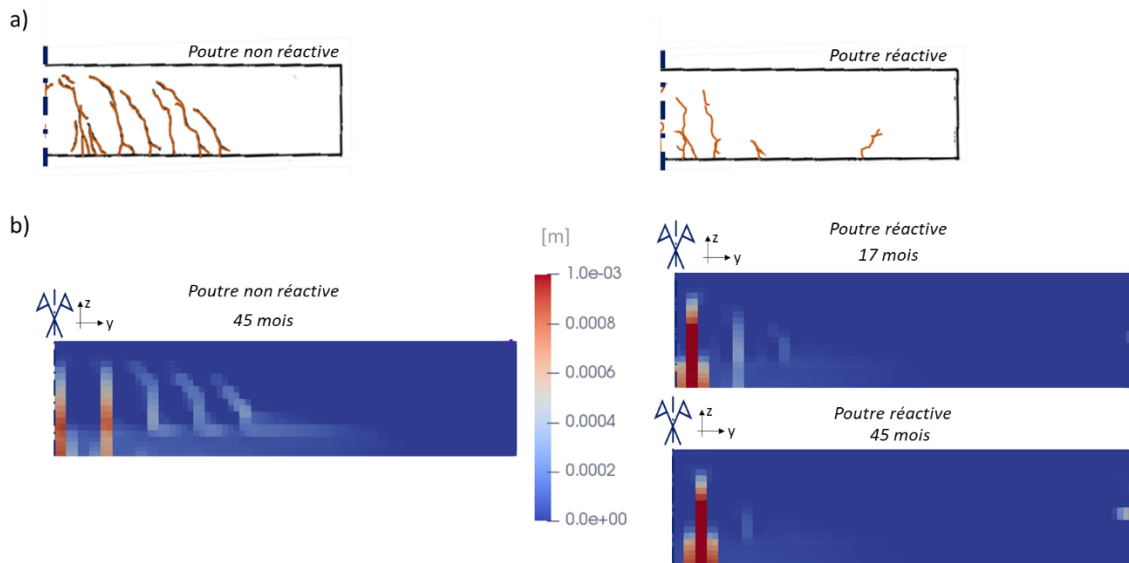 a)
Poutre non réactive
Poutre réactive
b)
z
y
Poutre non réactive
45 mois
[m]
1.0e-03
0.0008
0.0006
0.0004
0.0002
0.0e+00
z
y
Poutre réactive
17 mois
z
y
Poutre réactive
45 mois